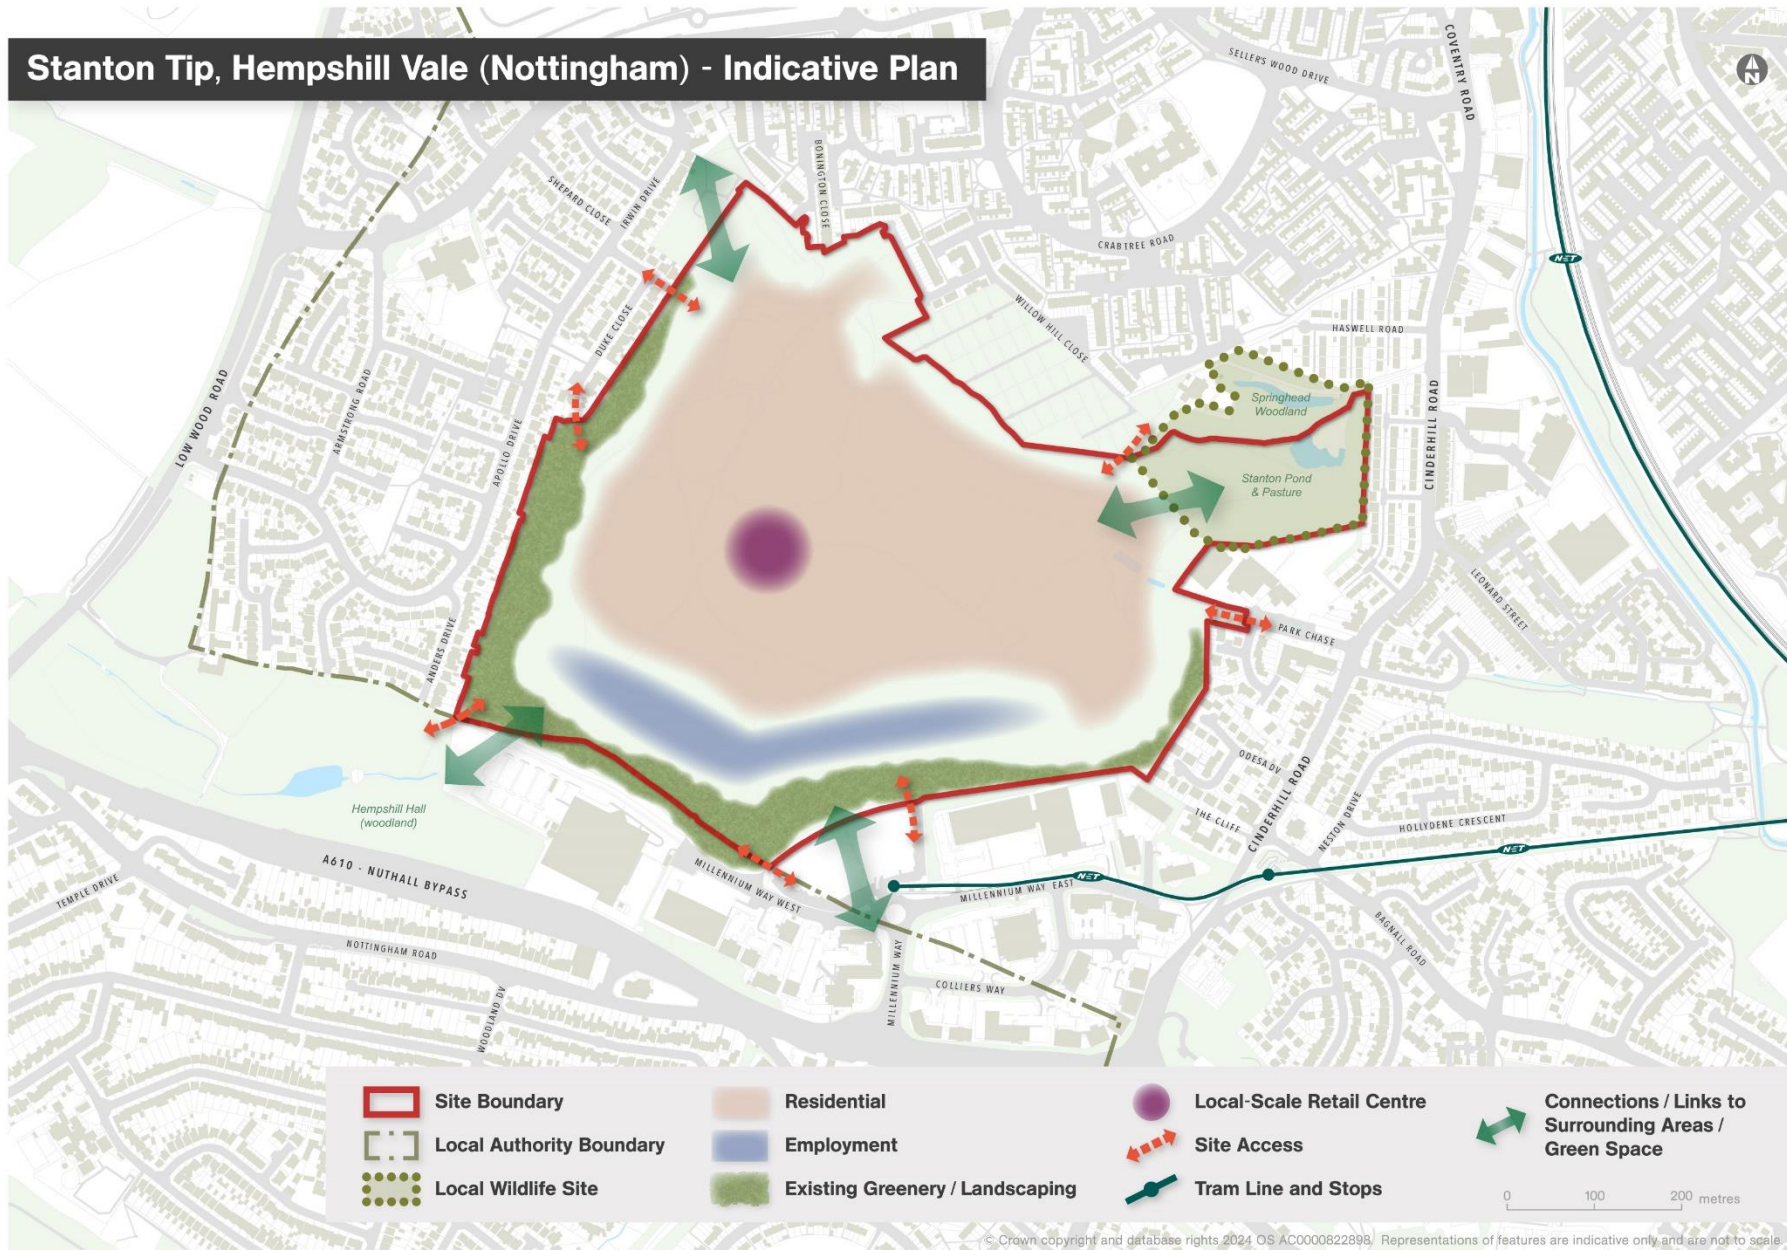 Stanton Tip, Hempshill Vale (Nottingham) - Indicative Plan
N
SELLER'S WOOD DRIVE
COVENTRY ROAD
BONINGTON CLOSE
SHEPARD CLOSE
IRWIN DRIVE
CRABTREE ROAD
NET
WILLOW HILL CLOSE
DUKE CLOSE
HASWELL ROAD
LOW WOOD ROAD
ARMSTRONG ROAD
APOLLO DRIVE
Springhead
Woodland
CINDERHILL ROAD
Stanton Pond
& Pasture
LEONARD STREET
PARK CHASE
ANDERS DRIVE
ODESA DV
Hempshill Hall
(woodland)
THE CLIFF
CINDERHILL ROAD
NESTON DRIVE
HOLLYDENE CRESCENT
NET
A610 - NUTHALL BYPASS
MILLENNIUM WAY WEST
NET
MILLENNIUM WAY EAST
TEMPLE DRIVE
NOTTINGHAM ROAD
BAGNALL ROAD
WOODLAND DV
MILLENNIUM WAY
COLLIERS WAY
Site Boundary
Local Authority Boundary
Local Wildlife Site
Residential
Employment
Existing Greenery / Landscaping
Local-Scale Retail Centre
Site Access
Tram Line and Stops
Connections / Links to
Surrounding Areas /
Green Space
0 100 200 metres
© Crown copyright and database rights 2024 OS AC0000822898. Representations of features are indicative only and are not to scale.